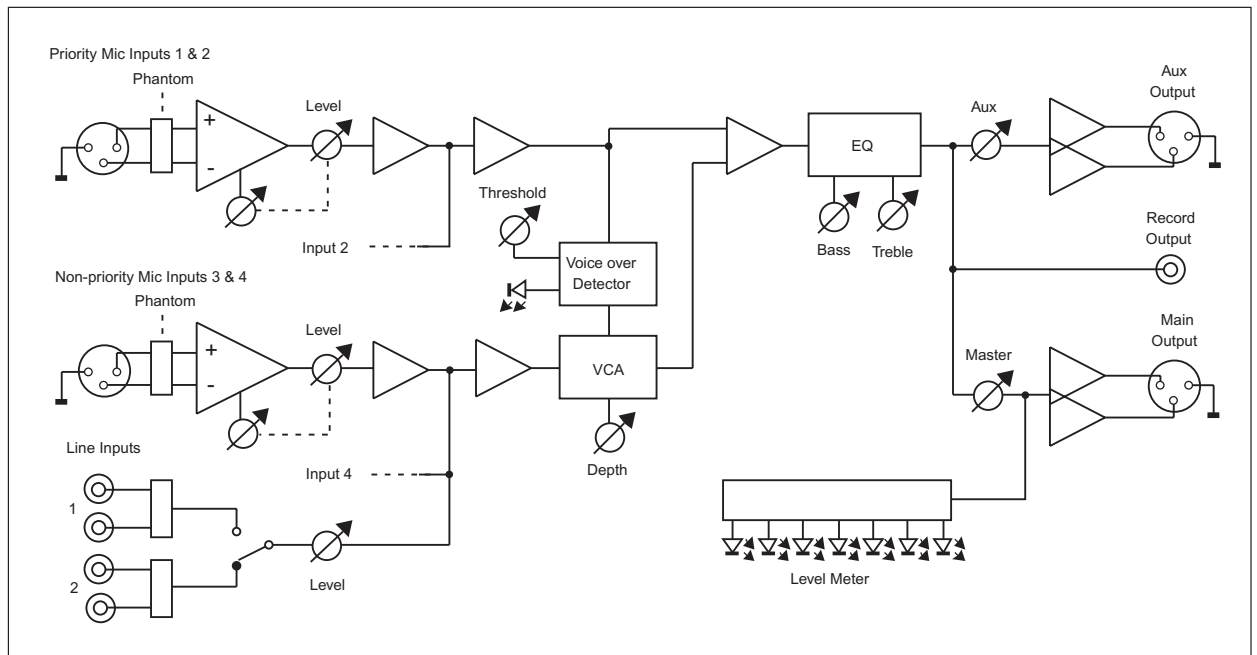 Priority Mic Inputs 1 & 2
Phantom
+
-
Level
Input 2
Threshold
Voice over
Detector
EQ
Bass
Treble
Aux
Aux
Output
Record
Output
Non-priority Mic Inputs 3 & 4
Phantom
+
-
Level
Input 4
VCA
Depth
Master
Main
Output
Line Inputs
1
2
Level
Level Meter